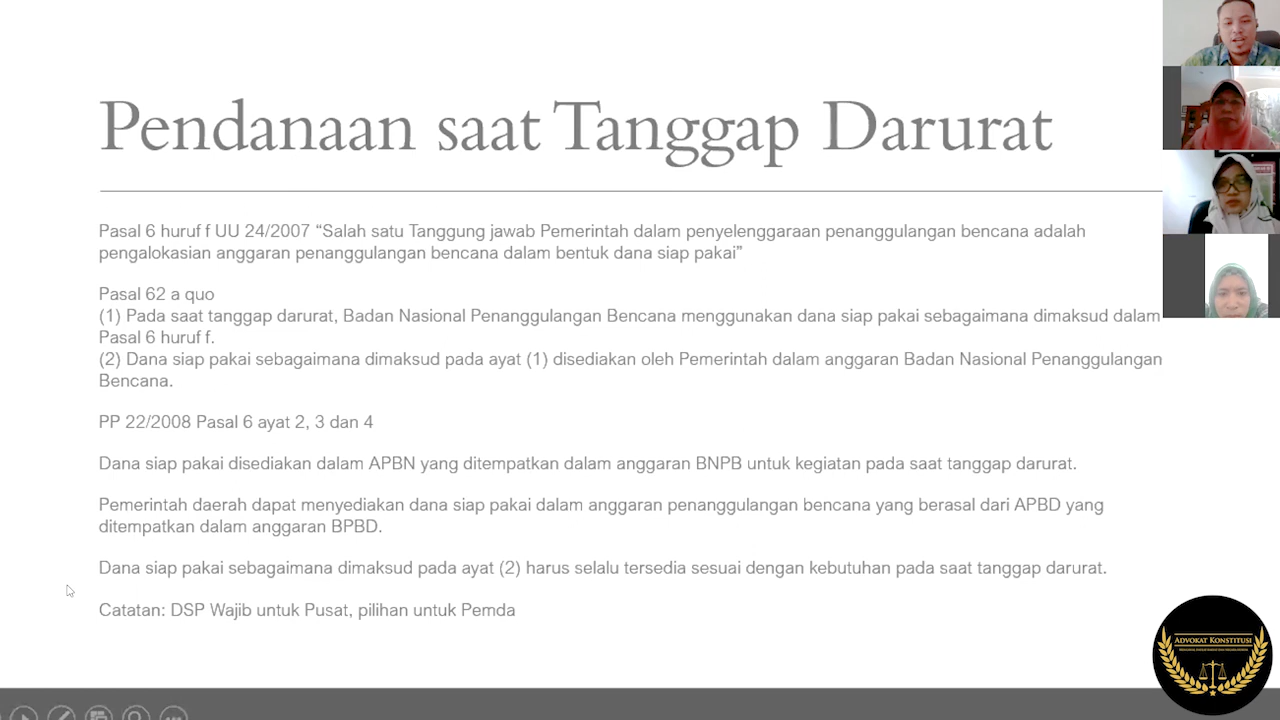 Pendanaan saat Tanggap Darurat
Pasal 6 huruf f UU 24/2007 “Salah satu Tanggung jawab Pemerintah dalam penyelenggaraan penanggulangan bencana adalah
pengalokasian anggaran penanggulangan bencana dalam bentuk dana siap pakai”
Pasal 62 a quo
(1) Pada saat tanggap darurat, Badan Nasional Penanggulangan Bencana menggunakan dana siap pakai sebagaimana dimaksud dalam
Pasal 6 huruf f.
(2) Dana siap pakai sebagaimana dimaksud pada ayat (1) disediakan oleh Pemerintah dalam anggaran Badan Nasional Penanggulangan
Bencana.
PP 22/2008 Pasal 6 ayat 2, 3 dan 4
Dana siap pakai disediakan dalam APBN yang ditempatkan dalam anggaran BNPB untuk kegiatan pada saat tanggap darurat.
Pemerintah daerah dapat menyediakan dana siap pakai dalam anggaran penanggulangan bencana yang berasal dari APBD yang
ditempatkan dalam anggaran BPBD.
Dana siap pakai sebagaimana dimaksud pada ayat (2) harus selalu tersedia sesuai dengan kebutuhan pada saat tanggap darurat.
Catatan: DSP Wajib untuk Pusat, pilihan untuk Pemda
ADVOKAT KONSTITUSI